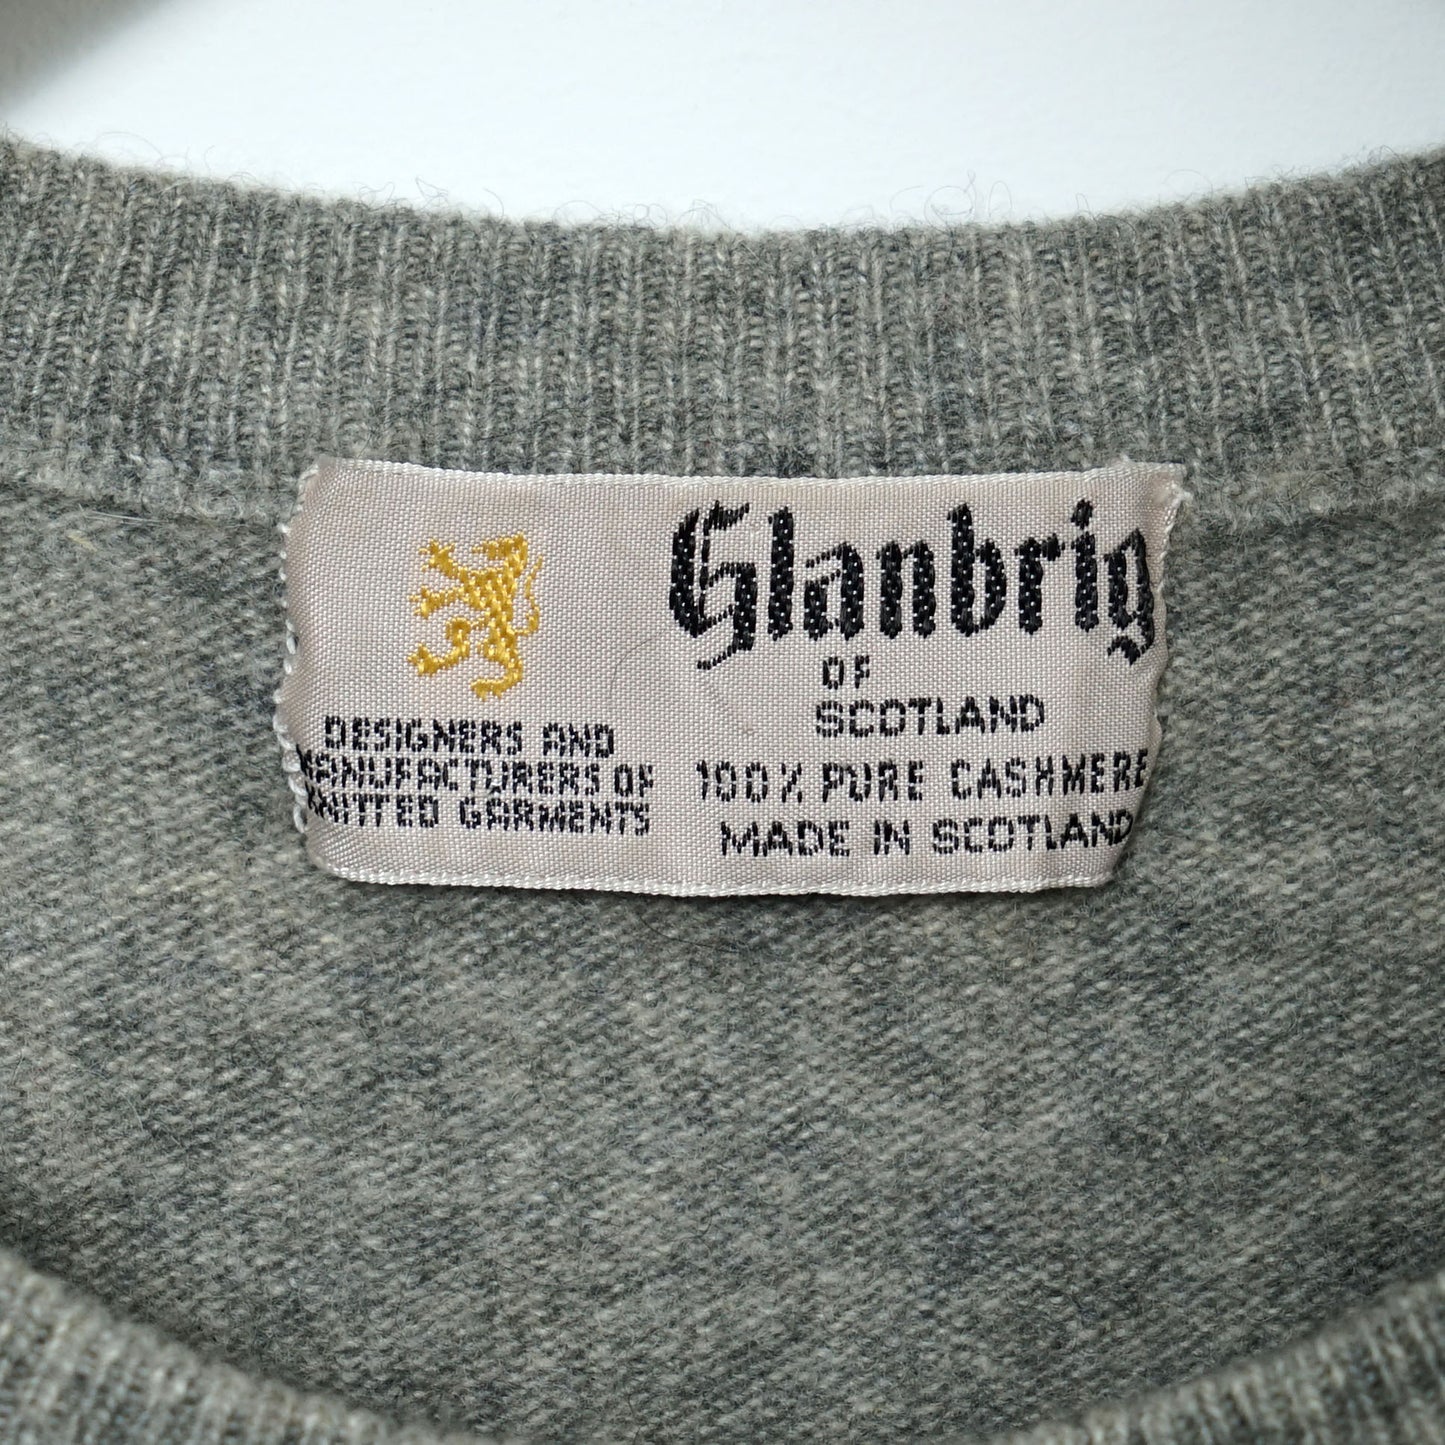 Glanbrig
OF
SCOTLAND
100% PURE CASHMERE
MADE IN SCOTLAND
DESIGNERS AND
MANUFACTURERS OF
KNITTED GARMENTS